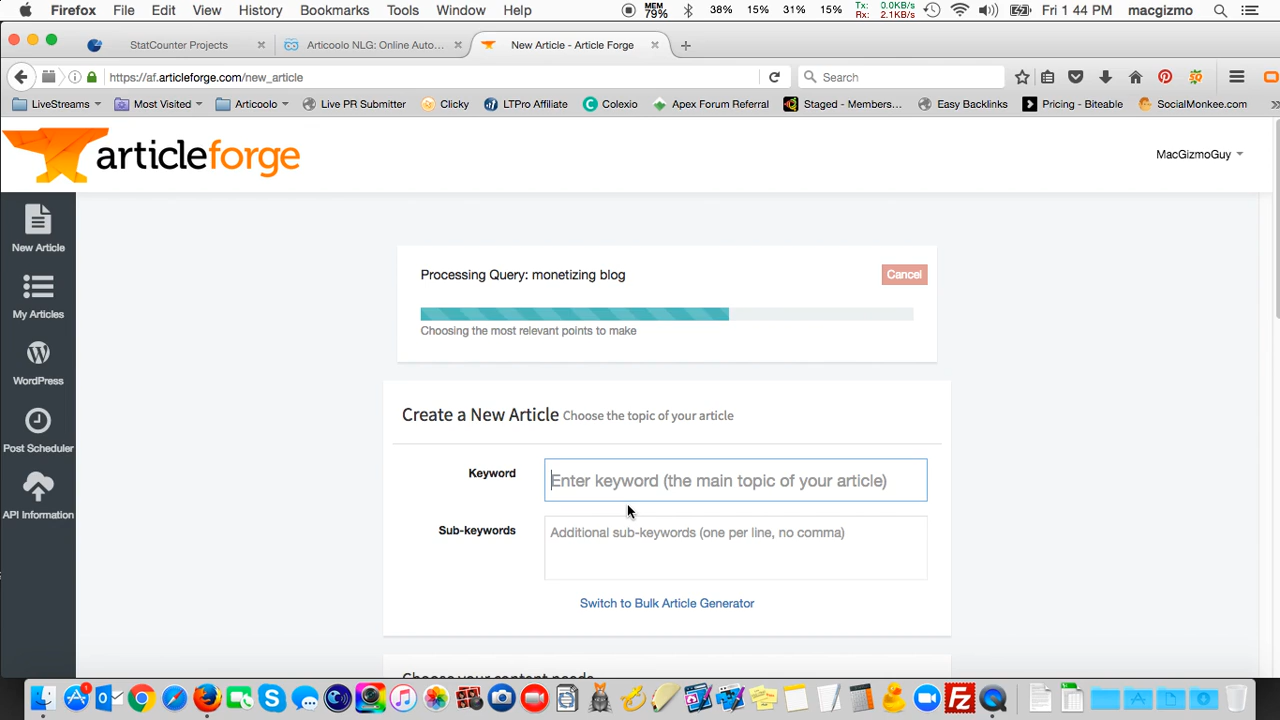 Firefox File Edit View History Bookmarks Tools Window Help MEM 79% 38% 15% 31% 15% Tx: 0.0KB/s Rx: 2.1KB/s Fri 1:44 PM macgizmo
StatCounter Projects × Articoolo NLG: Online Auto... × New Article - Article Forge × +
https://af.articleforge.com/new_article Search
LiveStreams Most Visited Articoolo Live PR Submitter Clicky LTPro Affiliate Colexio Apex Forum Referral Staged - Members... Easy Backlinks Pricing - Biteable SocialMonkee.com »
articleforge
MacGizmoGuy
New Article
My Articles
WordPress
Post Scheduler
API Information
Processing Query: monetizing blog
Cancel
Choosing the most relevant points to make
Create a New Article Choose the topic of your article
Keyword Enter keyword (the main topic of your article)
Sub-keywords Additional sub-keywords (one per line, no comma)
Switch to Bulk Article Generator
Choose your content needs